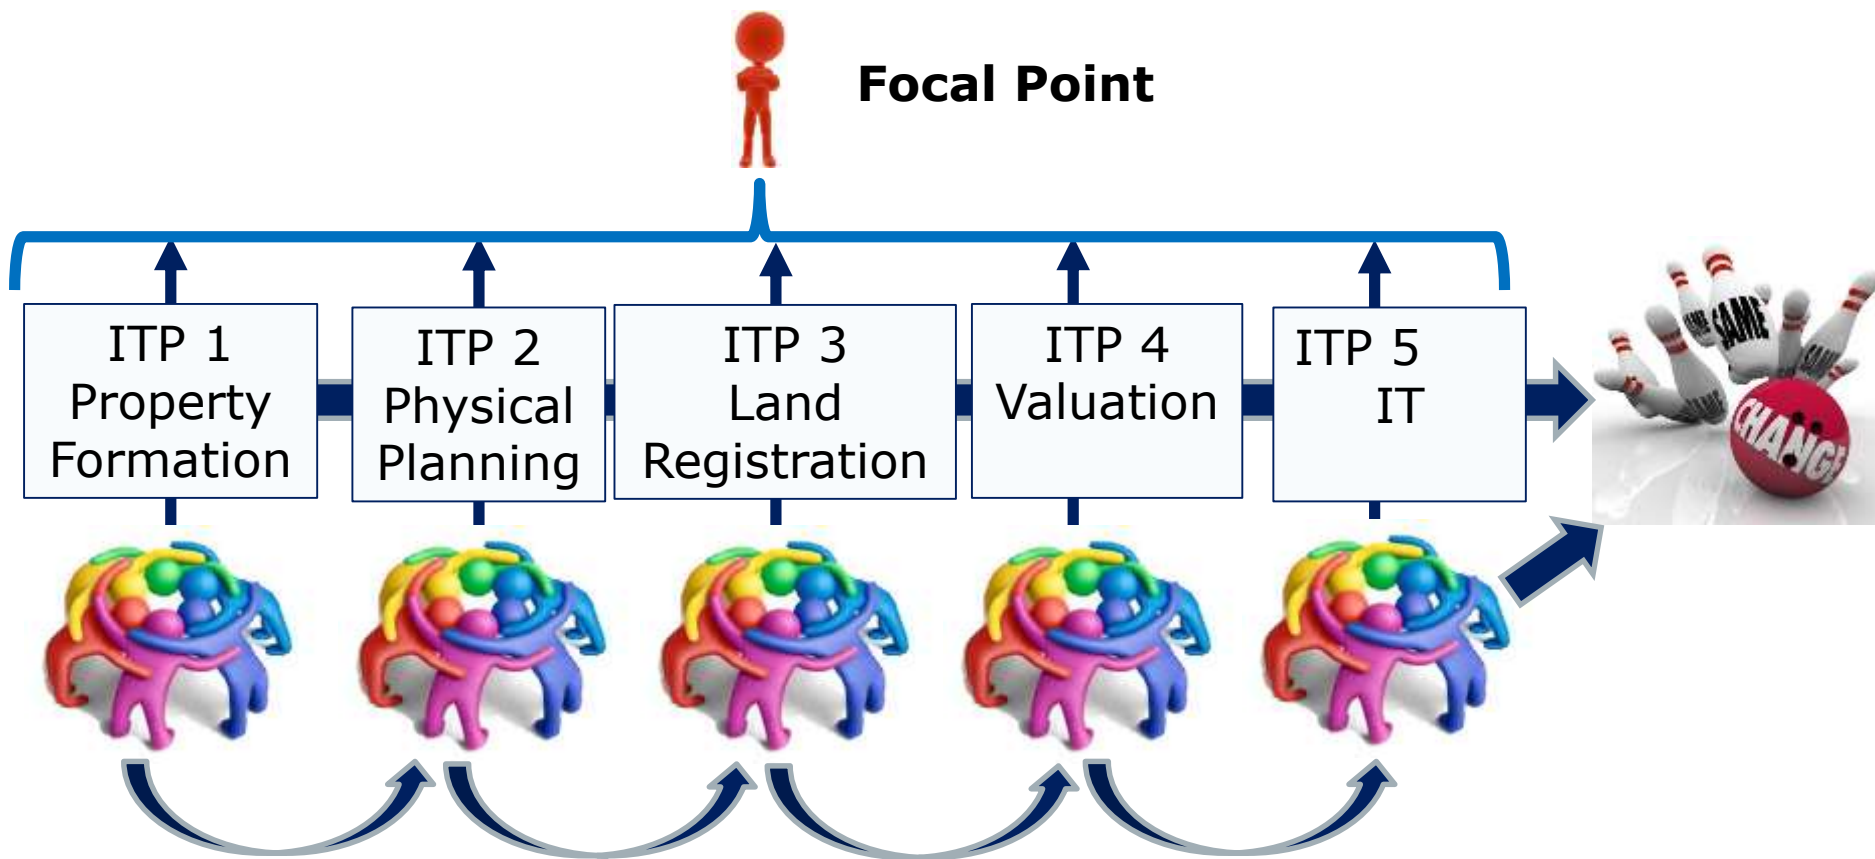 Focal Point
ITP 1
Property
Formation
ITP 2
Physical
Planning
ITP 3
Land
Registration
ITP 4
Valuation
ITP 5
IT
SAME
CHANGE